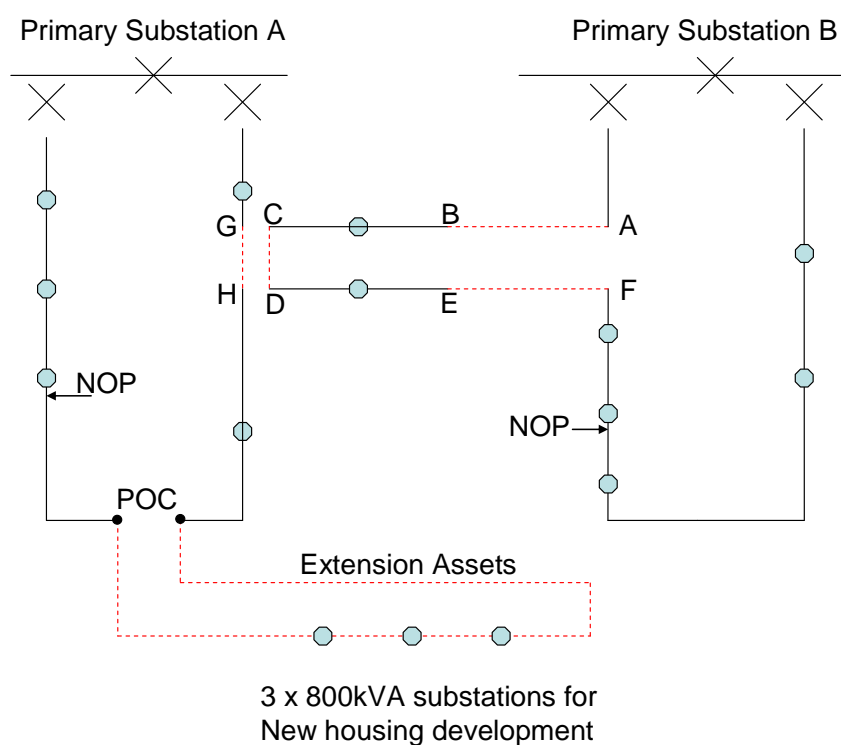 Primary Substation A
Primary Substation B
G
C
B
A
H
D
E
F
NOP
NOP
POC
Extension Assets
3 x 800kVA substations for
New housing development